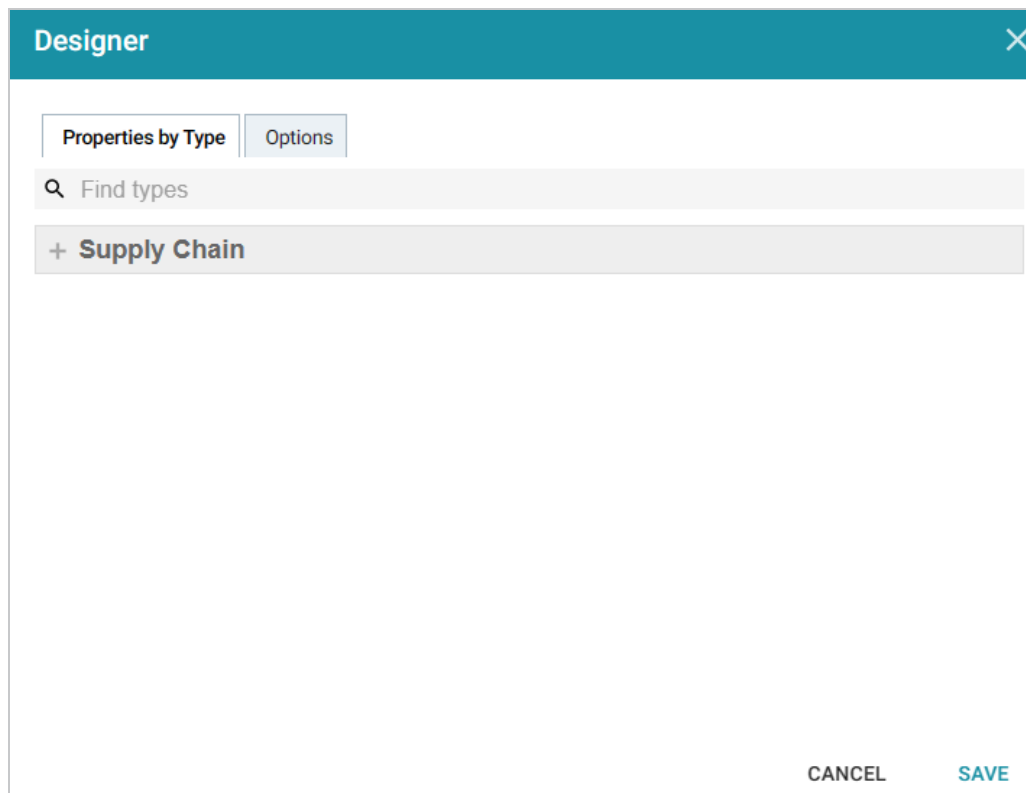 Designer
Properties by Type Options
Find types
+ Supply Chain
CANCEL SAVE